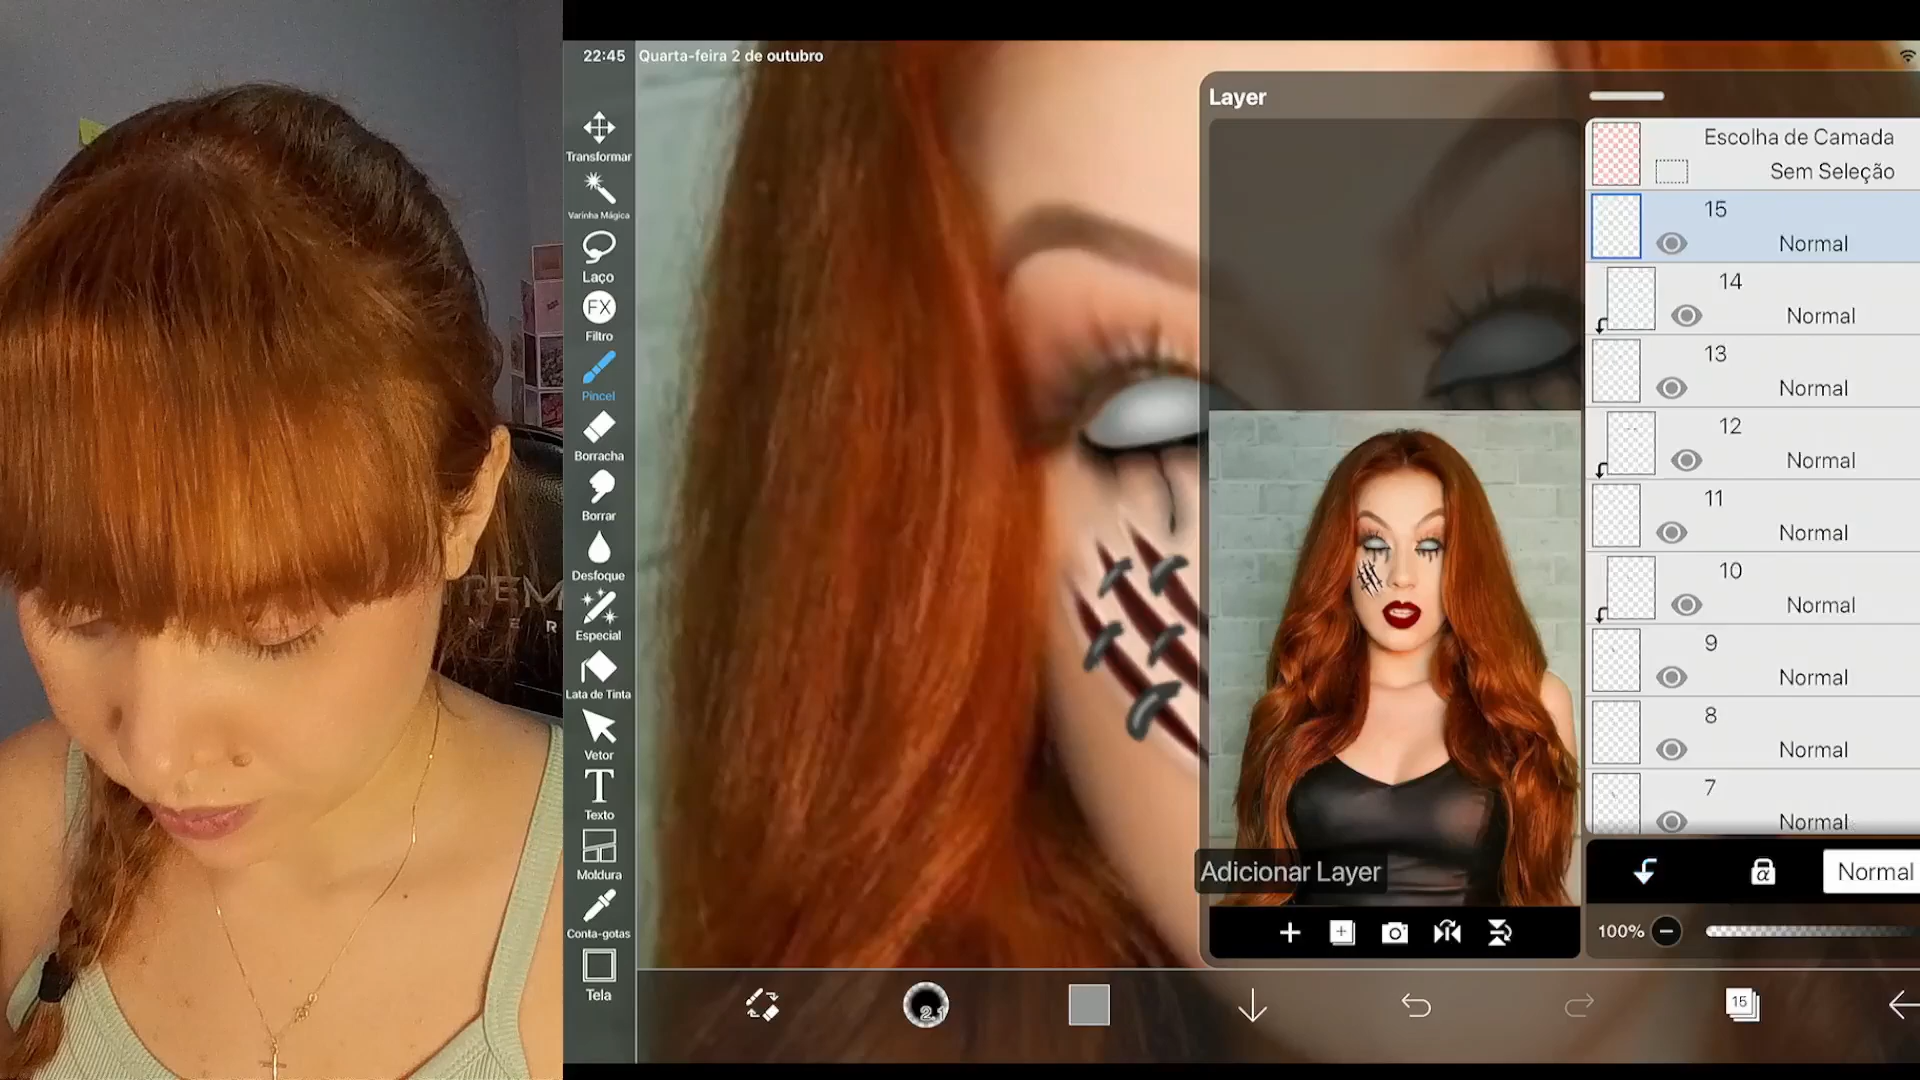 22:45 Quarta-feira 2 de outubro
Transformar
Varinha Mágica
Laço
FX
Filtro
Pincel
Borracha
Borrar
Desfoque
Especial
Lata de Tinta
Vetor
T
Texto
Moldura
Conta-gotas
Tela
Layer
Escolha de Camada
Sem Seleção
15
Normal
14
Normal
13
Normal
12
Normal
11
Normal
10
Normal
9
Normal
8
Normal
7
Normal
α
Normal
100%
Adicionar Layer
2.1
15